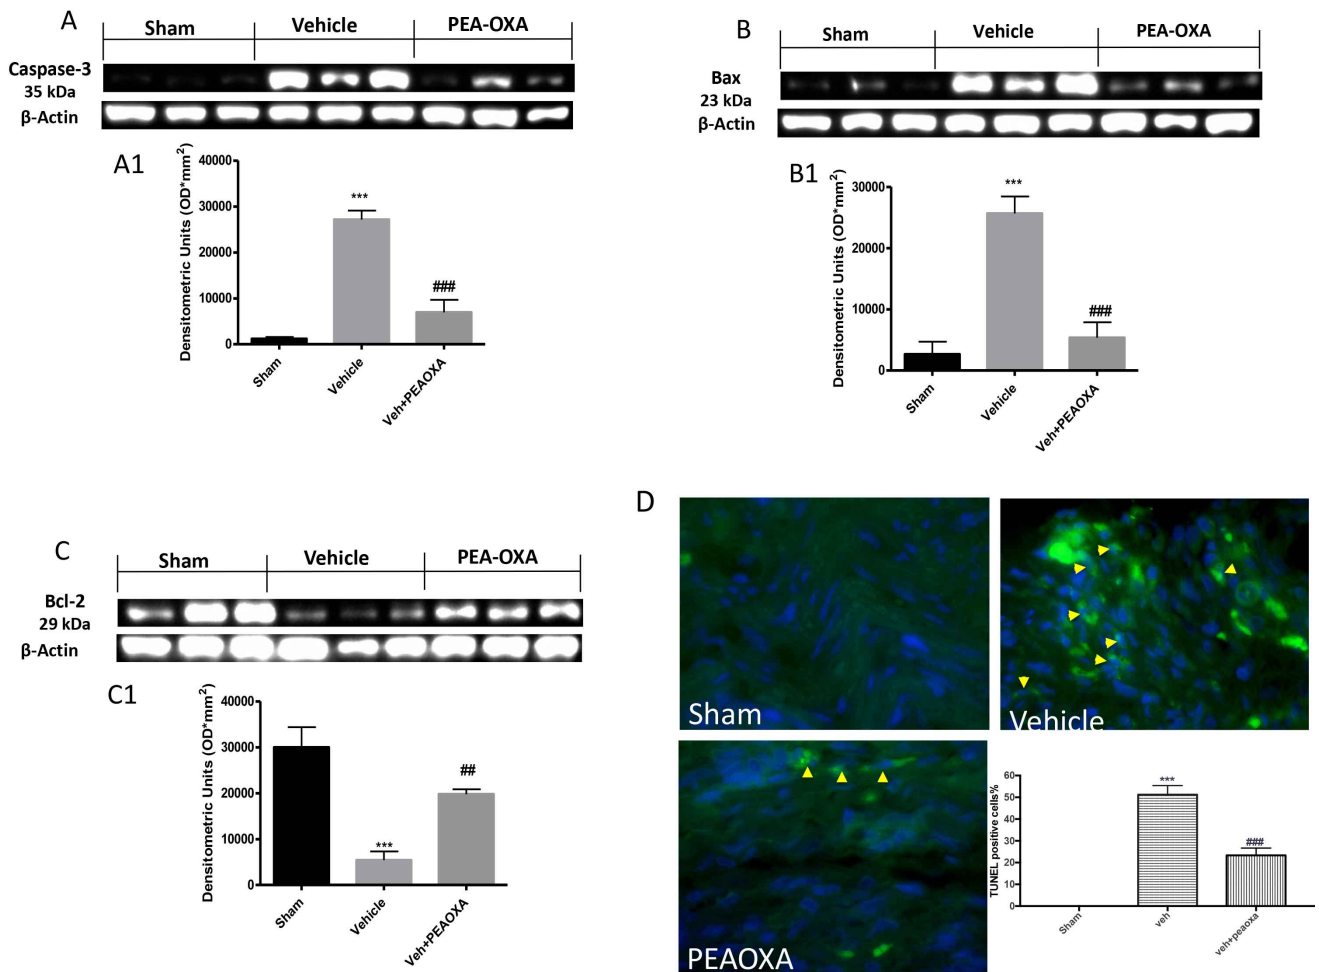 A
Sham Vehicle PEA-OXA
Caspase-3
35 kDa
β-Actin
A1
Densitometric Units (OD*mm²)
40000
30000
20000
10000
0
***
###
Sham
Vehicle
Veh+PEAOXA
B
Sham Vehicle PEA-OXA
Bax
23 kDa
β-Actin
B1
Densitometric Units (OD*mm²)
30000
20000
10000
0
***
###
Sham
Vehicle
Veh+PEAOXA
C
Sham Vehicle PEA-OXA
Bcl-2
29 kDa
β-Actin
C1
Densitometric Units (OD*mm²)
40000
30000
20000
10000
0
***
##
Sham
Vehicle
Veh+PEAOXA
D
Sham
Vehicle
PEAOXA
TUNEL positive cells%
60
50
40
30
20
10
0
***
###
Sham
veh
veh+peaoxa